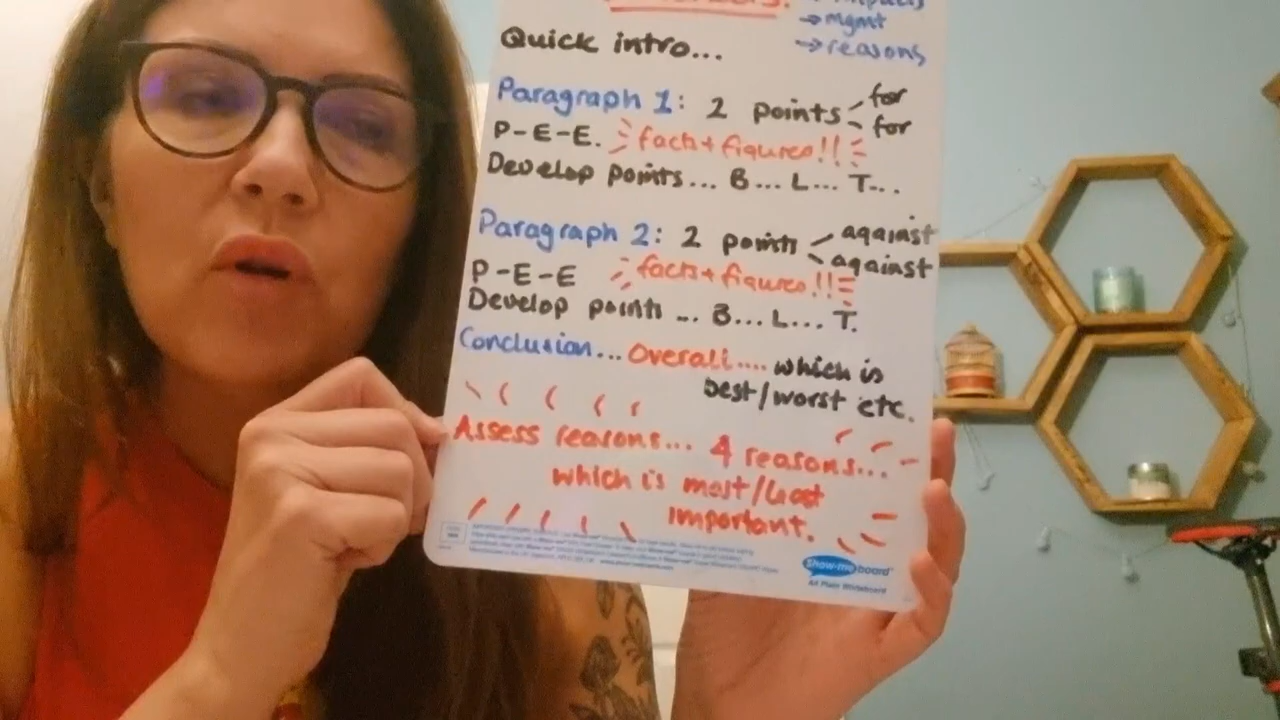 → mgmt
→ reasons
Quick intro...
Paragraph 1: 2 points - for
- for
P-E-E. facts + figures!!
Develop points... B... L... T...
Paragraph 2: 2 points - against
- against
P-E-E facts + figures!!
Develop points ... B... L... T.
Conclusion... Overall.... which is
best/worst etc.
Assess reasons... 4 reasons...
which is most/least
important.
Show-me board
A4 Plain Whiteboard